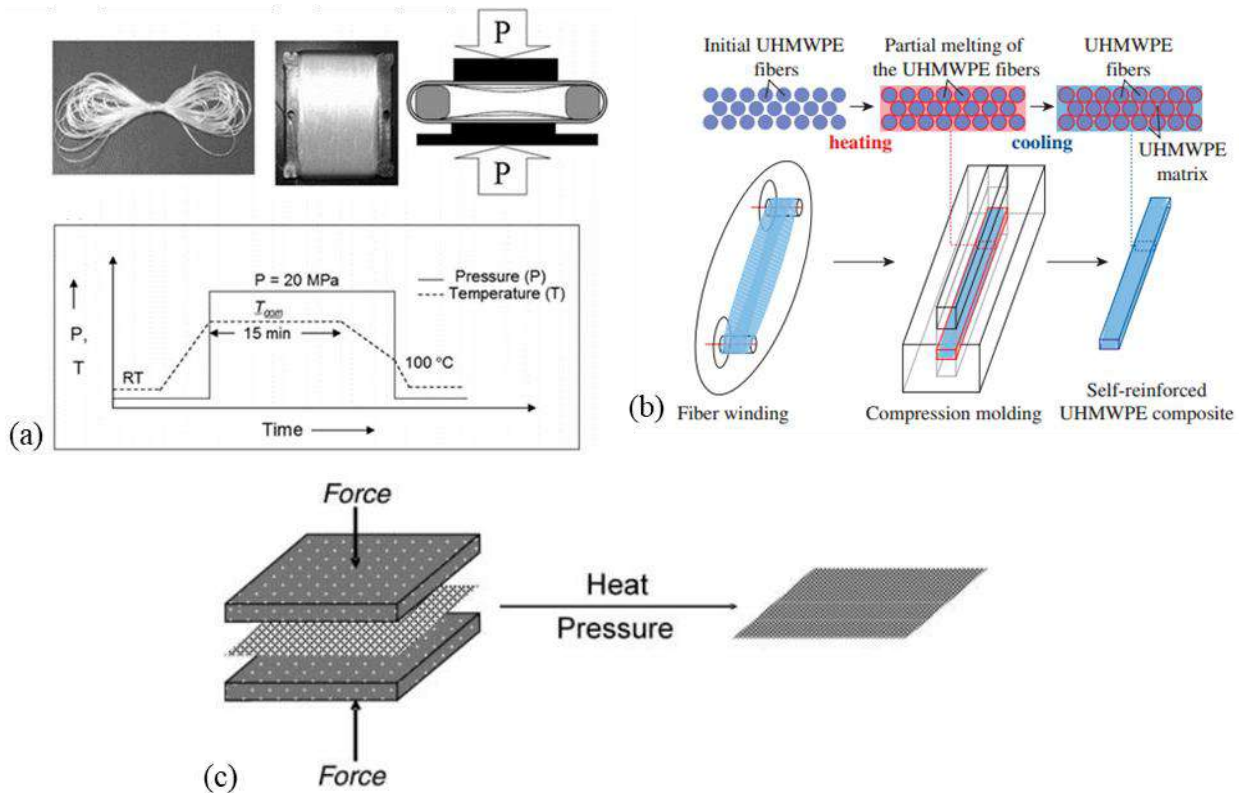 P
P
P = 20 MPa
Pressure (P)
Temperature (T)
T_com
15 min
P,
T
RT
100 °C
Time
(a)
Initial UHMWPE
fibers
Partial melting of
the UHMWPE fibers
UHMWPE
fibers
heating
cooling
UHMWPE
matrix
Fiber winding
Compression molding
Self-reinforced
UHMWPE composite
(b)
Force
Heat
Pressure
Force
(c)